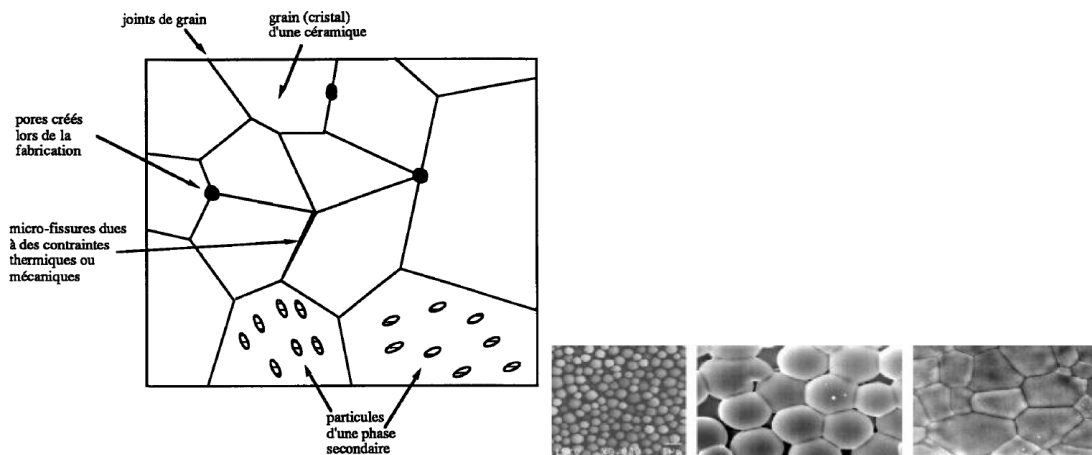 joints de grain
grain (cristal)
d'une céramique
pores créés
lors de la
fabrication
micro-fissures dues
à des contraintes
thermiques ou
mécaniques
particules
d'une phase
secondaire